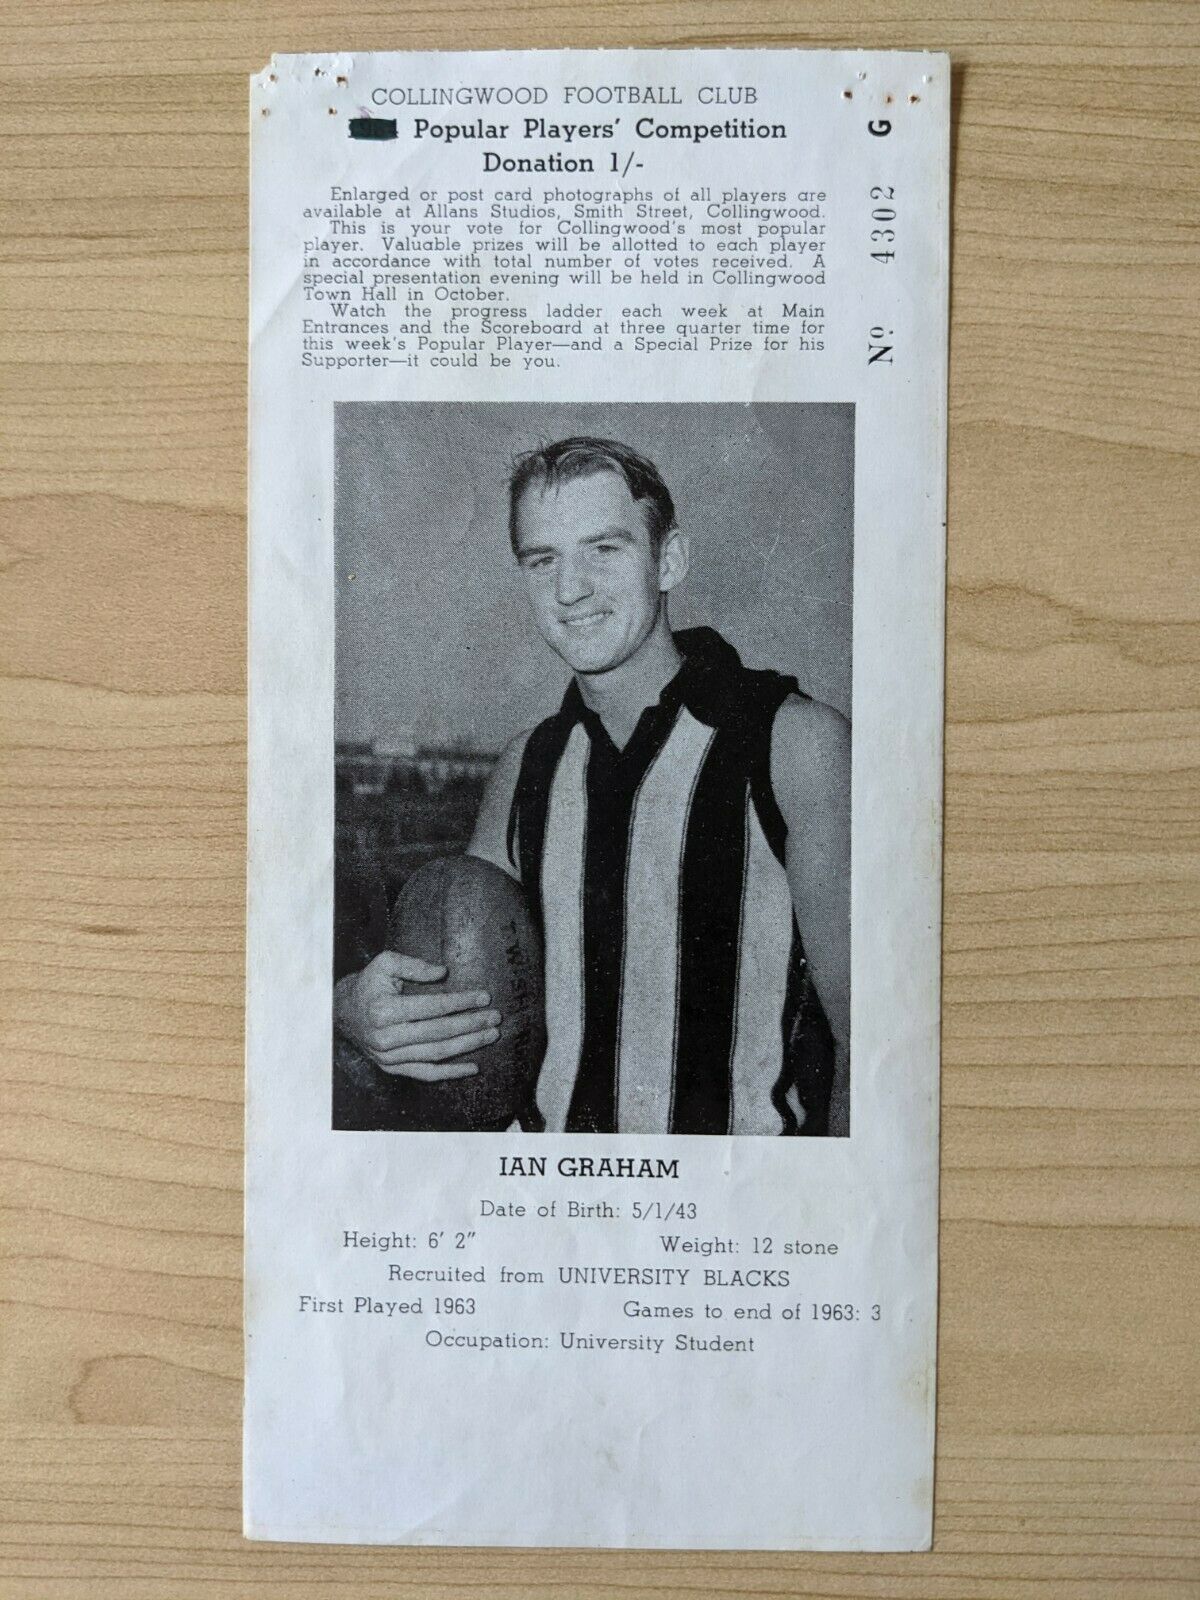 COLLINGWOOD FOOTBALL CLUB
Popular Players' Competition
Donation 1/-
Enlarged or post card photographs of all players are
available at Allans Studios, Smith Street, Collingwood.
This is your vote for Collingwood's most popular
player. Valuable prizes will be allotted to each player
in accordance with total number of votes received. A
special presentation evening will be held in Collingwood
Town Hall in October.
Watch the progress ladder each week at Main
Entrances and the Scoreboard at three quarter time for
this week's Popular Player—and a Special Prize for his
Supporter—it could be you.
No. 4302 G
IAN GRAHAM
Date of Birth: 5/1/43
Height: 6' 2"
Weight: 12 stone
Recruited from UNIVERSITY BLACKS
First Played 1963
Games to end of 1963: 3
Occupation: University Student